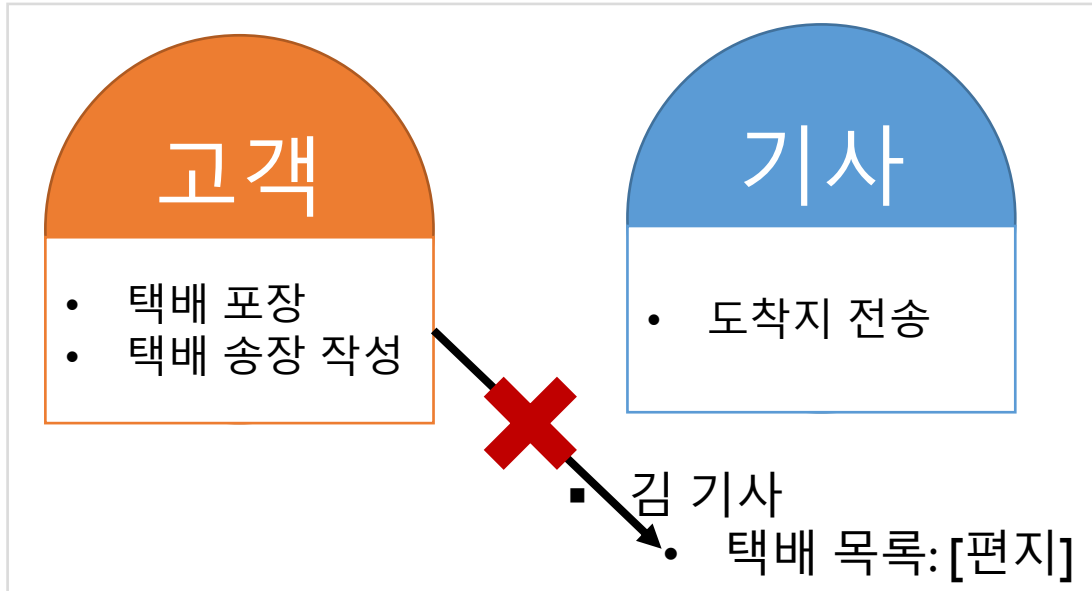 고객
• 택배 포장
• 택배 송장 작성
기사
• 도착지 전송
▪ 김 기사
• 택배 목록: [편지]